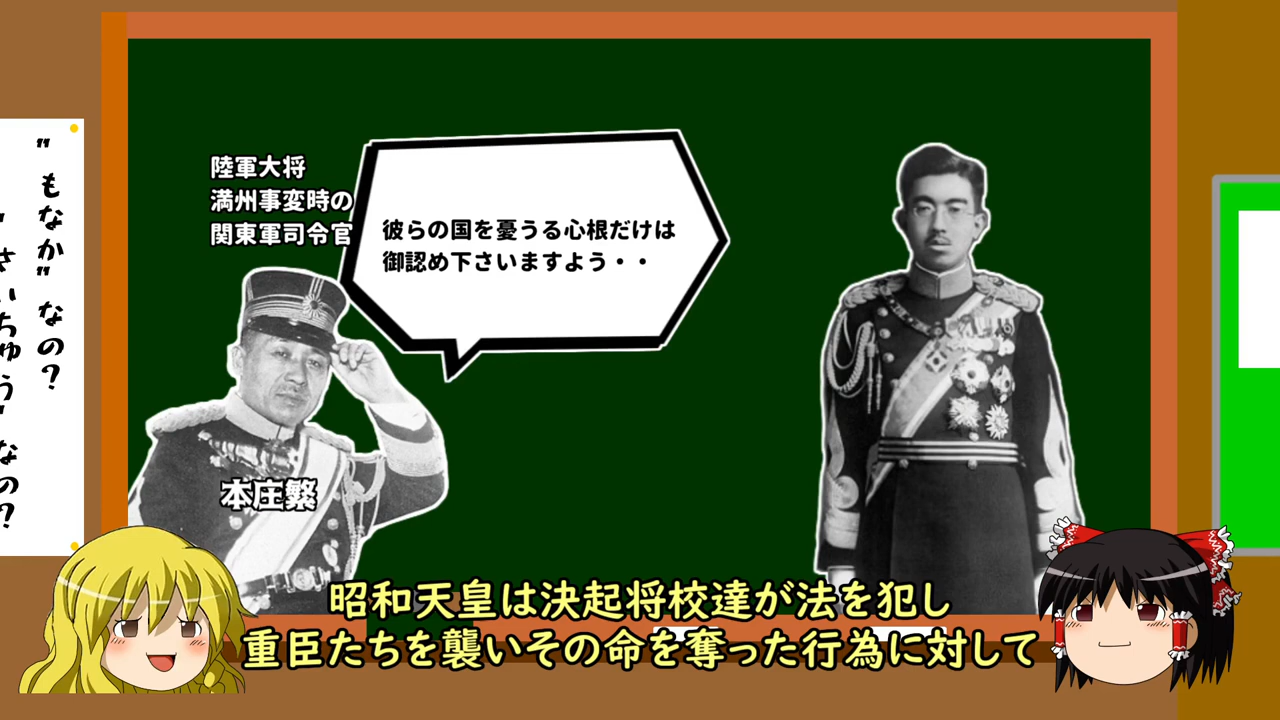 "もなか"なの?
"さいちゅう"なの?
陸軍大将
満州事変時の
関東軍司令官
彼らの国を憂うる心根だけは
御認め下さいますよう・・
本庄繁
昭和天皇は決起将校達が法を犯し
重臣たちを襲いその命を奪った行為に対して